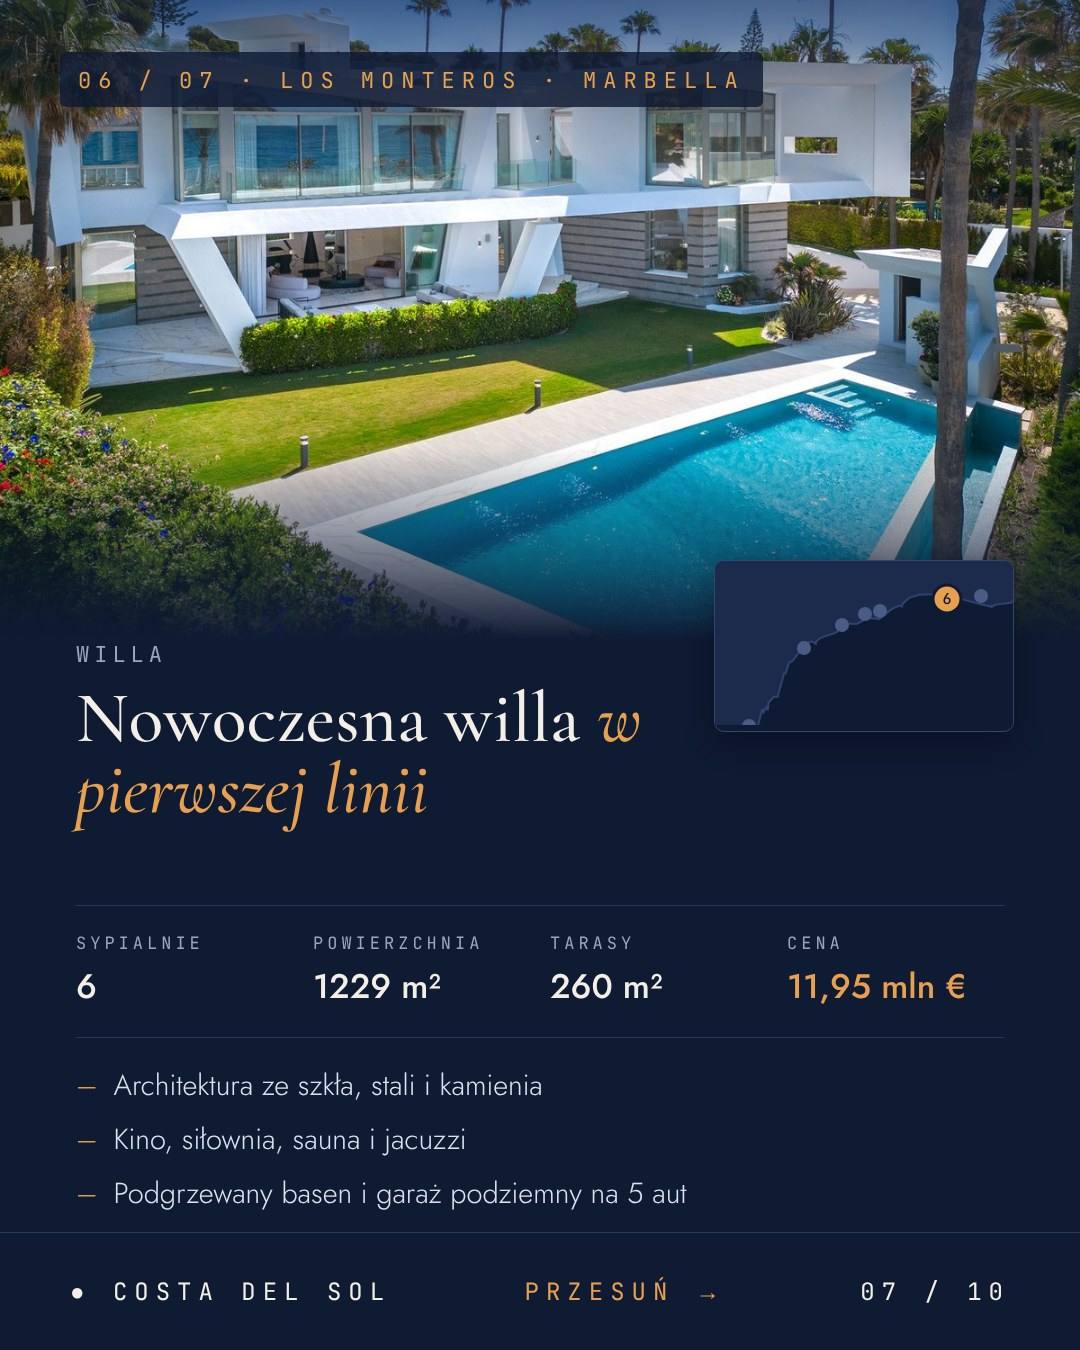 06 / 07 · LOS MONTEROS · MARBELLA
6
WILLA
Nowoczesna willa w
pierwszej linii
SYPIALNIE POWIERZCHNIA TARASY CENA
6 1229 m² 260 m² 11,95 mln €
— Architektura ze szkła, stali i kamienia
— Kino, siłownia, sauna i jacuzzi
— Podgrzewany basen i garaż podziemny na 5 aut
• COSTA DEL SOL PRZESUŃ → 07 / 10